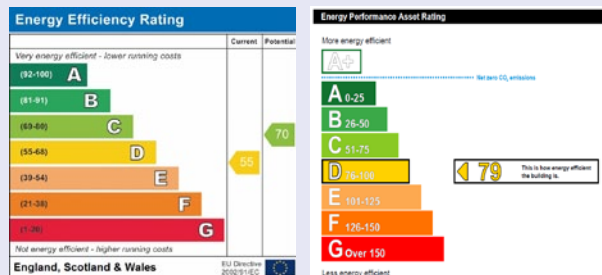 Energy Efficiency Rating
Current Potential
Very energy efficient - lower running costs
(92-100) A
(81-91) B
(69-80) C
70
(55-68) D
55
(39-54) E
(21-38) F
(1-20) G
Not energy efficient - higher running costs
England, Scotland & Wales
EU Directive
2002/91/EC
Energy Performance Asset Rating
More energy efficient
A+
Net zero CO₂ emissions
A 0-25
B 26-50
C 51-75
D 76-100
79
This is how energy efficient
the building is.
E 101-125
F 126-150
G Over 150
Less energy efficient